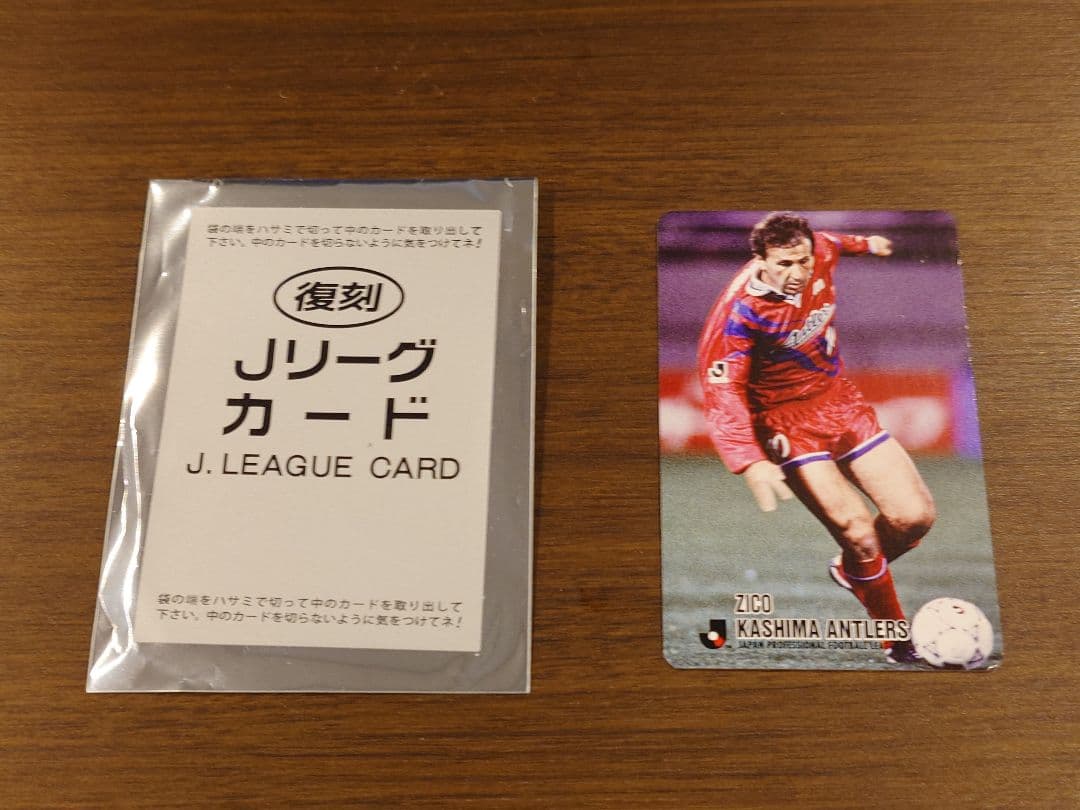 袋の端をハサミで切って中のカードを取り出して
下さい。中のカードを切らないように気をつけてネ!
復刻
Jリーグ
カード
J. LEAGUE CARD
袋の端をハサミで切って中のカードを取り出して
下さい。中のカードを切らないように気をつけてネ!
ZICO
KASHIMA ANTLERS
JAPAN PROFESSIONAL FOOTBALL LEA